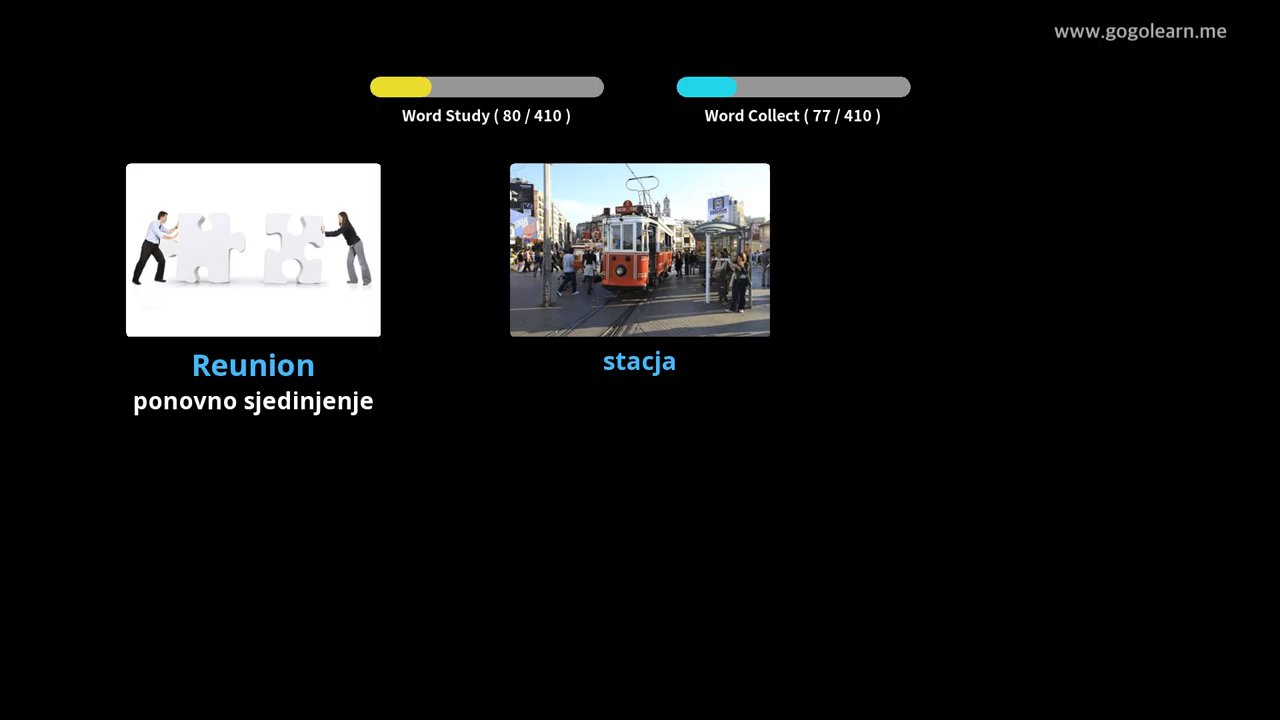 www.gogolearn.me
Word Study ( 80 / 410 )
Word Collect ( 77 / 410 )
Reunion
ponovno sjedinjenje
stacja